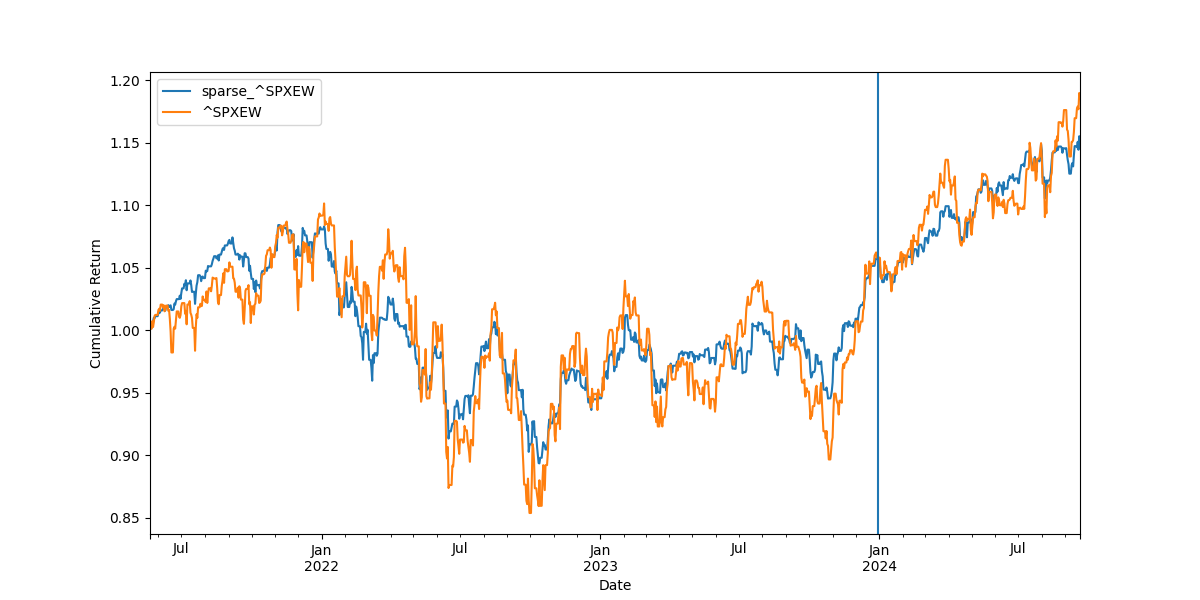 sparse_^SPXEW
^SPXEW
Cumulative Return
1.20
1.15
1.10
1.05
1.00
0.95
0.90
0.85
Jul
Jan
2022
Jul
Jan
2023
Jul
Jan
2024
Jul
Date